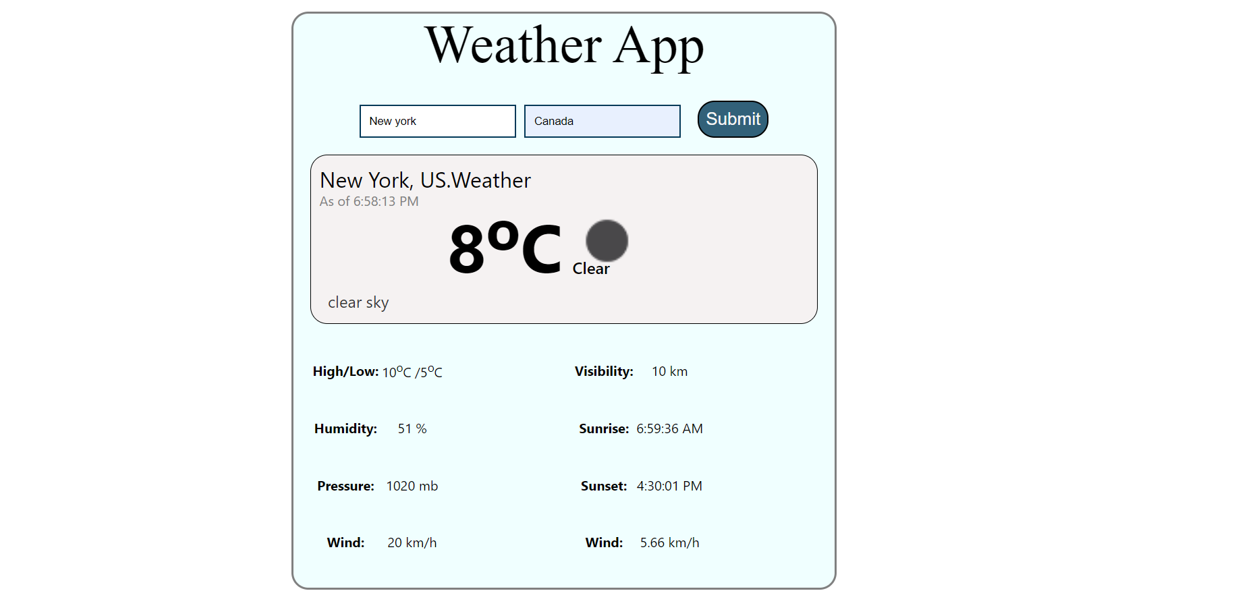 Weather App
New york Canada Submit
New York, US.Weather
As of 6:58:13 PM
8ºC
Clear
clear sky
High/Low: 10ºC /5ºC Visibility: 10 km
Humidity: 51 % Sunrise: 6:59:36 AM
Pressure: 1020 mb Sunset: 4:30:01 PM
Wind: 20 km/h Wind: 5.66 km/h